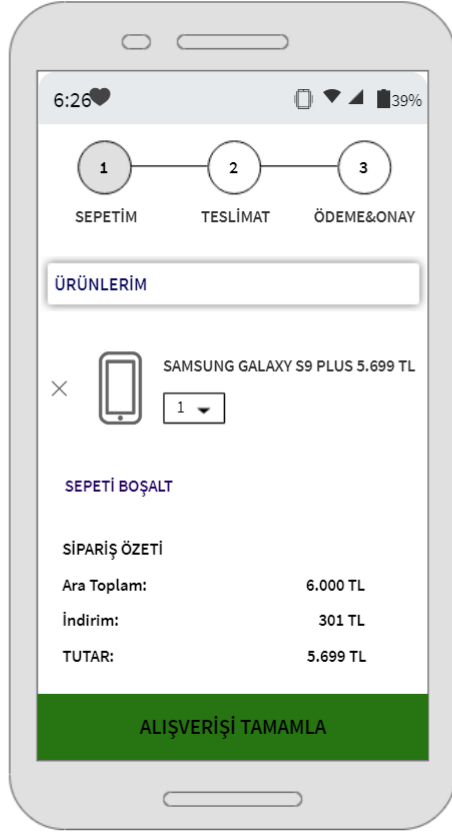 6:26 39%
1 2 3
SEPETİM TESLİMAT ÖDEME&ONAY
ÜRÜNLERİM
SAMSUNG GALAXY S9 PLUS 5.699 TL
1
SEPETİ BOŞALT
SİPARİŞ ÖZETİ
Ara Toplam: 6.000 TL
İndirim: 301 TL
TUTAR: 5.699 TL
ALIŞVERİŞİ TAMAMLA